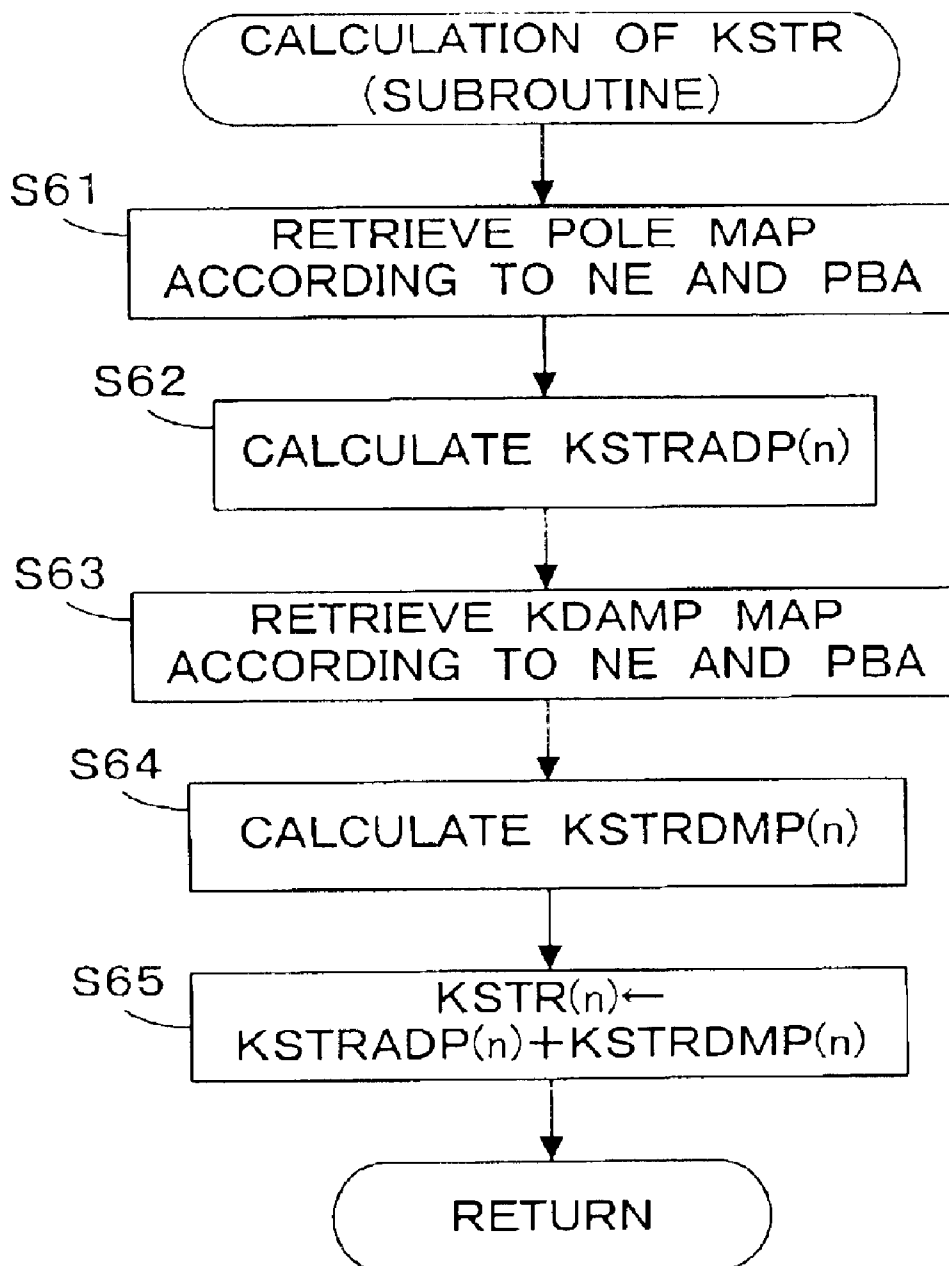 CALCULATION OF KSTR
(SUBROUTINE)
S61
RETRIEVE POLE MAP
ACCORDING TO NE AND PBA
S62
CALCULATE KSTRADP(n)
S63
RETRIEVE KDAMP MAP
ACCORDING TO NE AND PBA
S64
CALCULATE KSTRDMP(n)
S65
KSTR(n)←
KSTRADP(n)+KSTRDMP(n)
RETURN